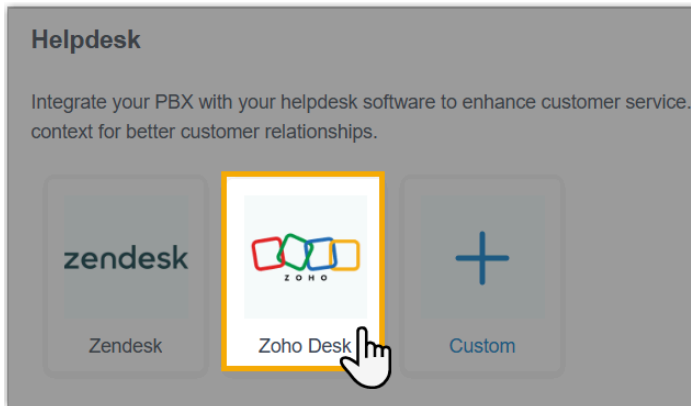 Helpdesk
Integrate your PBX with your helpdesk software to enhance customer service.
context for better customer relationships.
zendesk
ZOHO
Zendesk
Zoho Desk
Custom